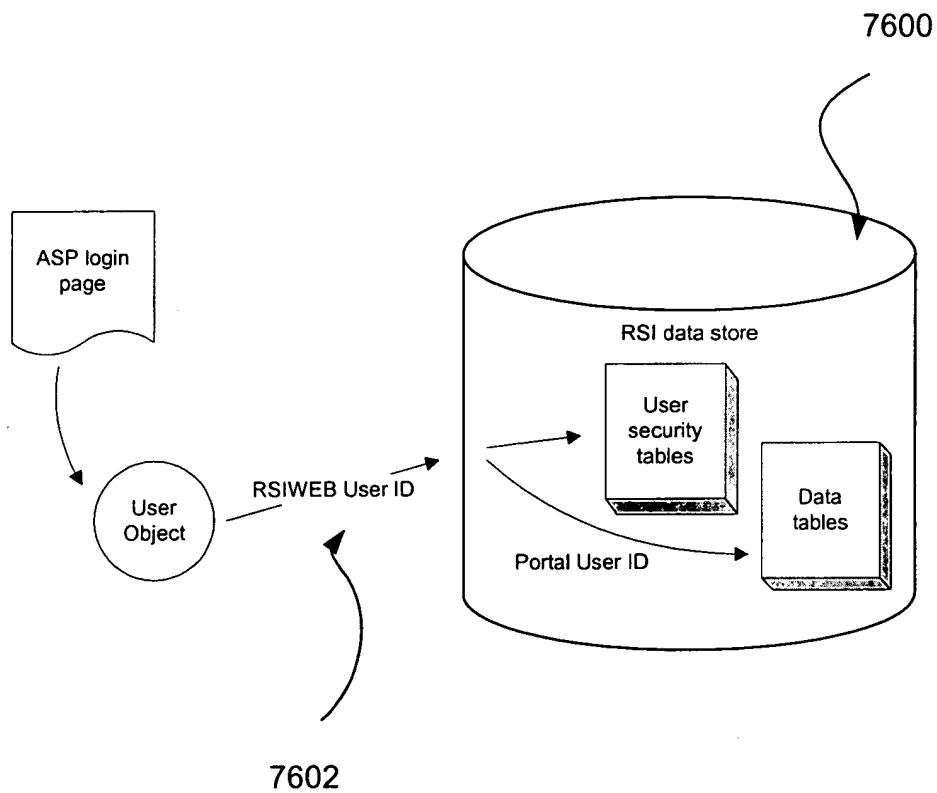 7600
ASP login
page
RSI data store
User
security
tables
RSIWEB User ID
User
Object
Data
tables
Portal User ID
7602